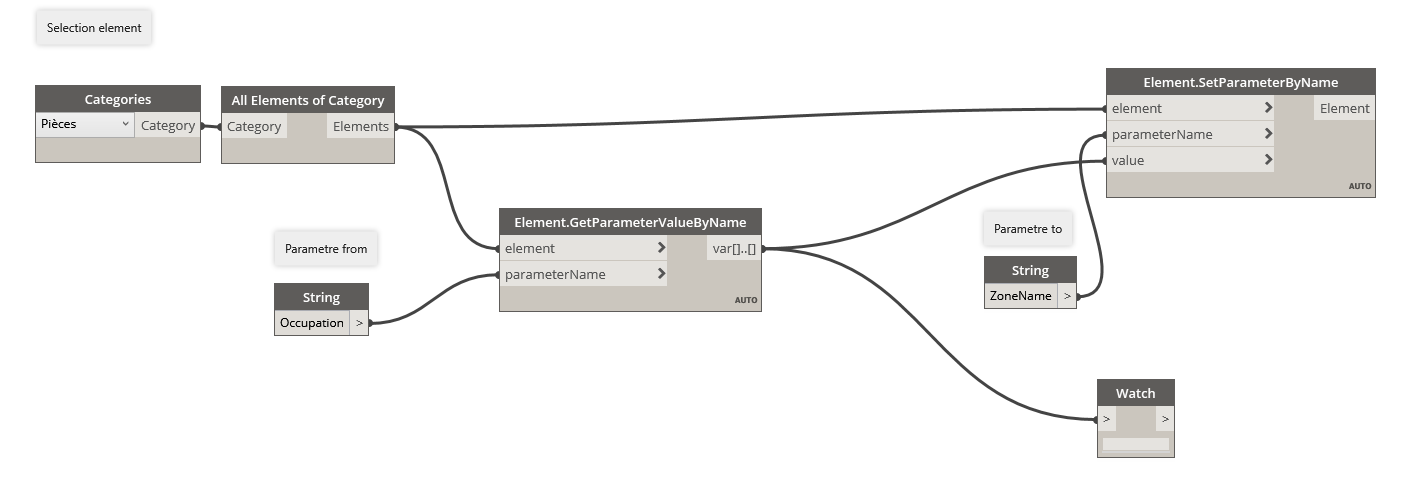 Selection element
Categories
Pièces
Category
All Elements of Category
Category
Elements
Element.SetParameterByName
element
>
Element
parameterName
>
value
>
AUTO
Parametre from
String
Occupation
>
Element.GetParameterValueByName
element
>
var[]..[]
parameterName
>
AUTO
Parametre to
String
ZoneName
>
Watch
>
>